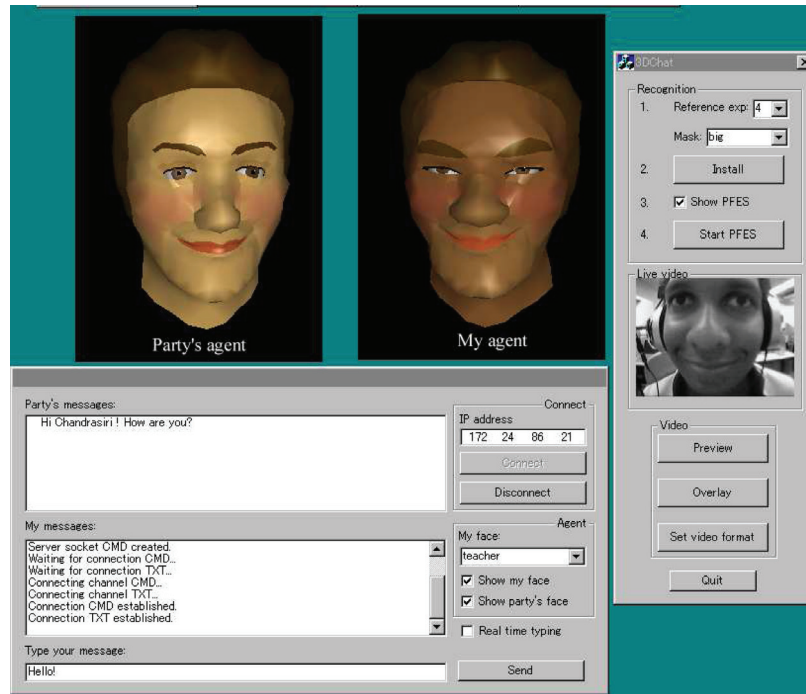 Party's agent
My agent
3DChat
Recognition
1. Reference exp: 4
Mask: big
2. Install
3. Show PFES
4. Start PFES
Live video
Video
Preview
Overlay
Set video format
Quit
Party's messages:
Hi Chandrasiri ! How are you?
Connect
IP address
172 24 86 21
Connect
Disconnect
My messages:
Server socket CMD created.
Waiting for connection CMD...
Waiting for connection TXT...
Connecting channel CMD...
Connecting channel TXT...
Connection CMD established.
Connection TXT established.
Agent
My face:
teacher
Show my face
Show party's face
Real time typing
Type your message:
Hello!
Send